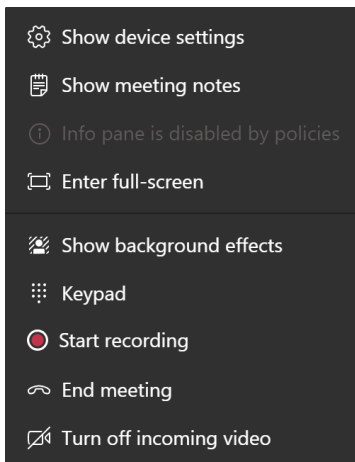 Show device settings
Show meeting notes
Info pane is disabled by policies
Enter full-screen
Show background effects
Keypad
Start recording
End meeting
Turn off incoming video